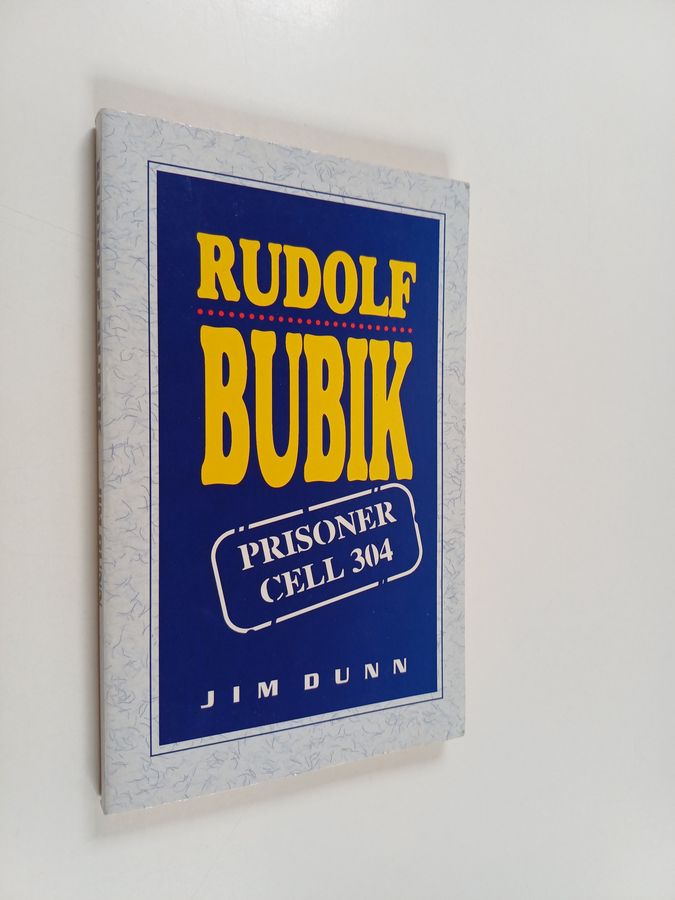 RUDOLF
BUBIK
PRISONER
CELL 304
JIM DUNN